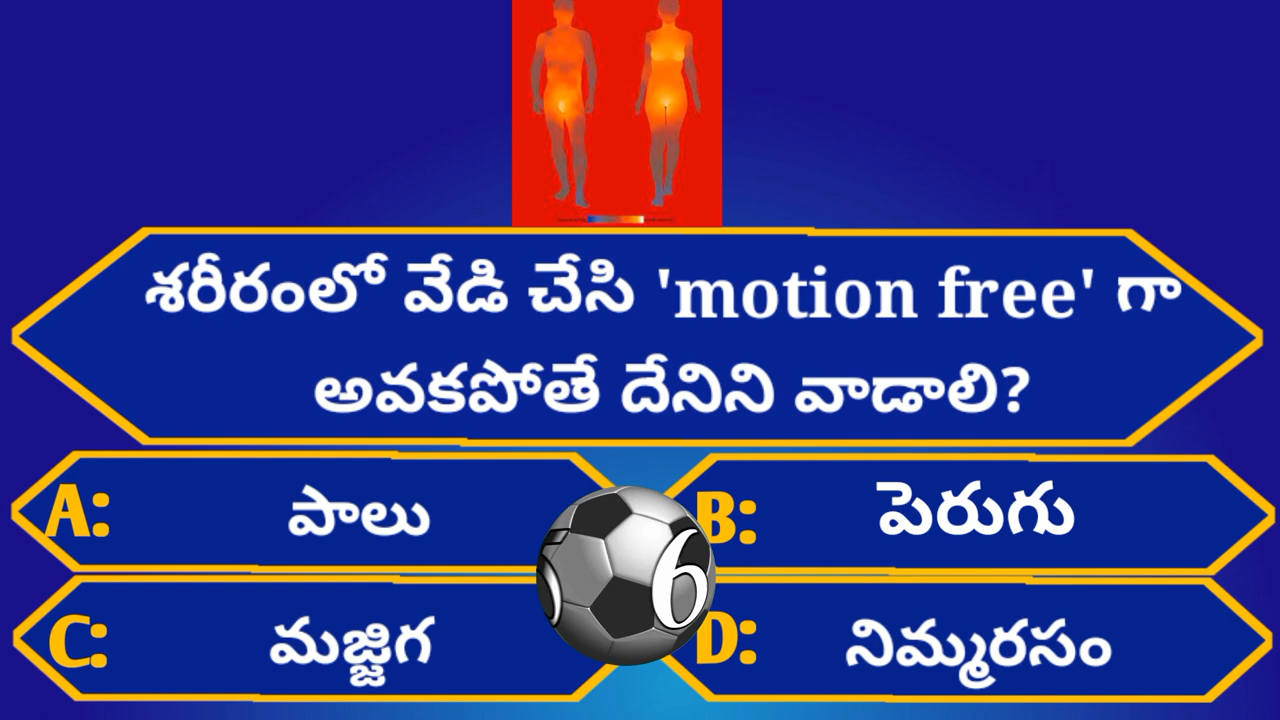 శరీరంలో వేడి చేసి 'motion free' గా
అవకపోతే దేనిని వాడాలి?
A: పాలు
B: పెరుగు
6
C: మజ్జిగ
D: నిమ్మరసం